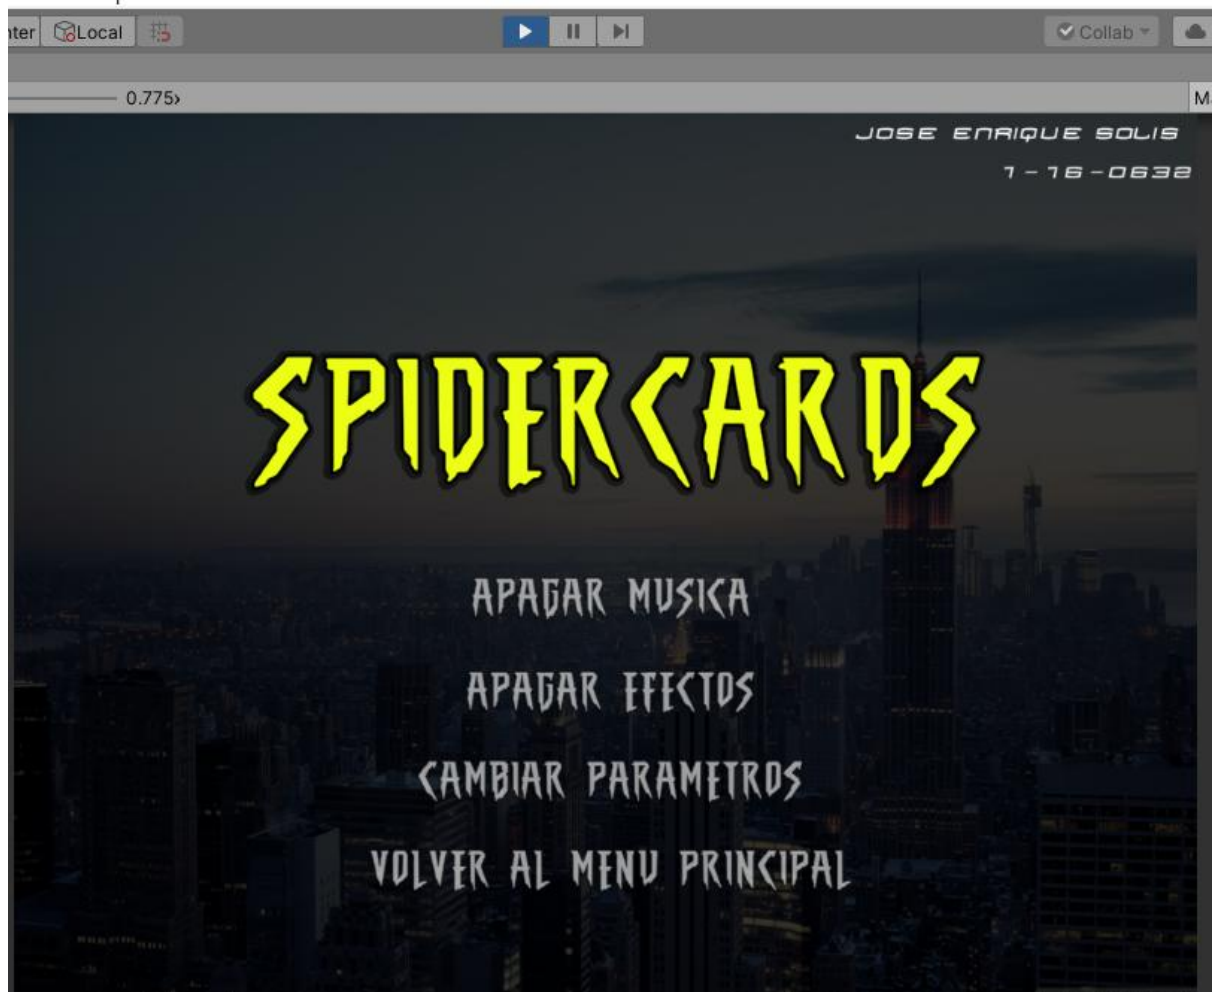 Local
Collab
0.775
JOSE ENRIQUE SOLIS
1-16-0632
SPIDERCARDS
APAGAR MUSICA
APAGAR EFECTOS
CAMBIAR PARAMETROS
VOLVER AL MENU PRINCIPAL